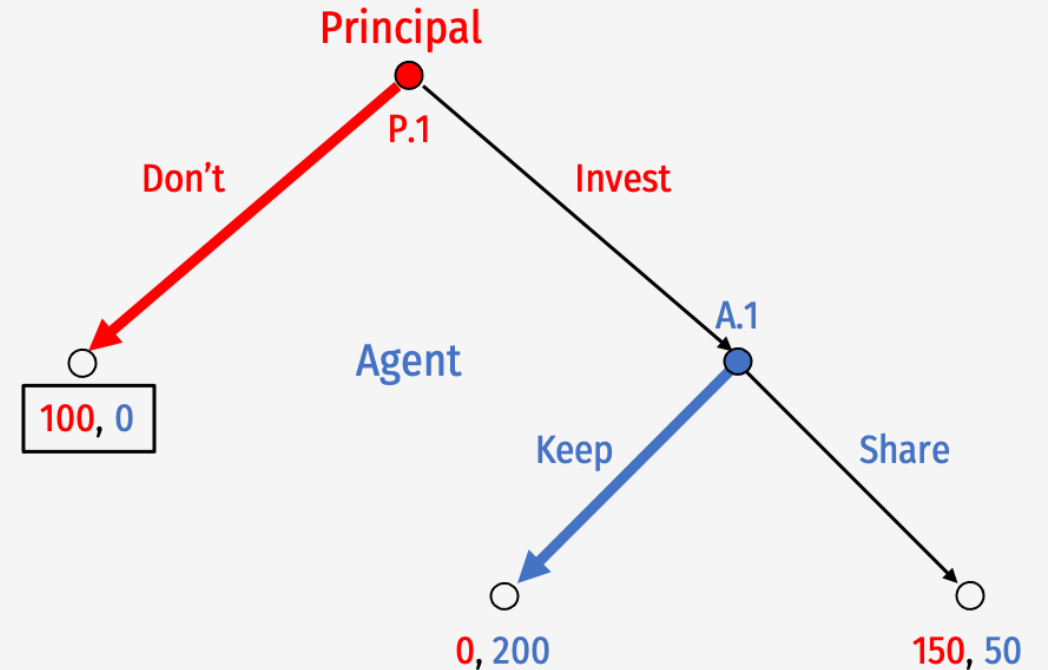 Principal
P.1
Don't
Invest
A.1
Agent
100, 0
Keep
Share
0, 200
150, 50